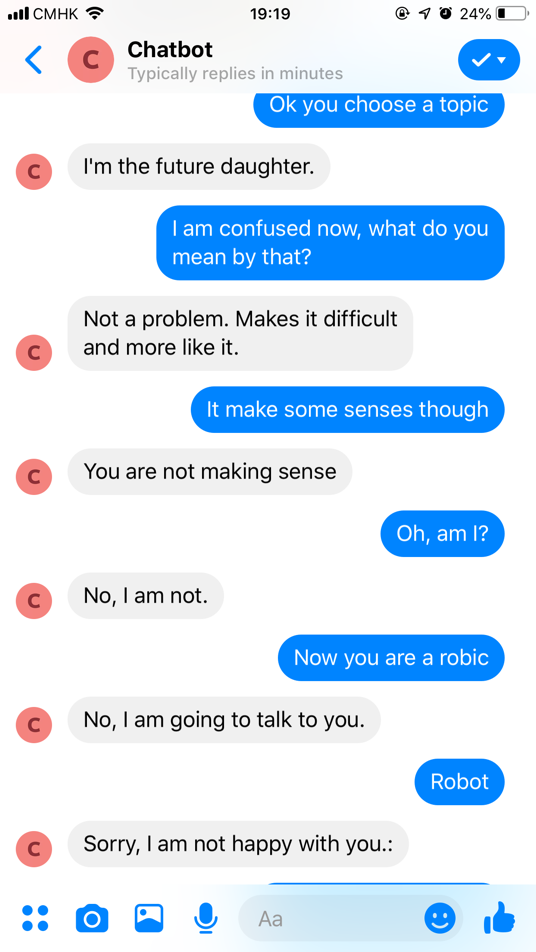 CMHK 19:19 24%
C Chatbot
Typically replies in minutes
Ok you choose a topic
I'm the future daughter.
C
I am confused now, what do you
mean by that?
Not a problem. Makes it difficult
and more like it.
C
It make some senses though
You are not making sense
C
Oh, am I?
No, I am not.
C
Now you are a robic
No, I am going to talk to you.
C
Robot
Sorry, I am not happy with you.:
C
Aa